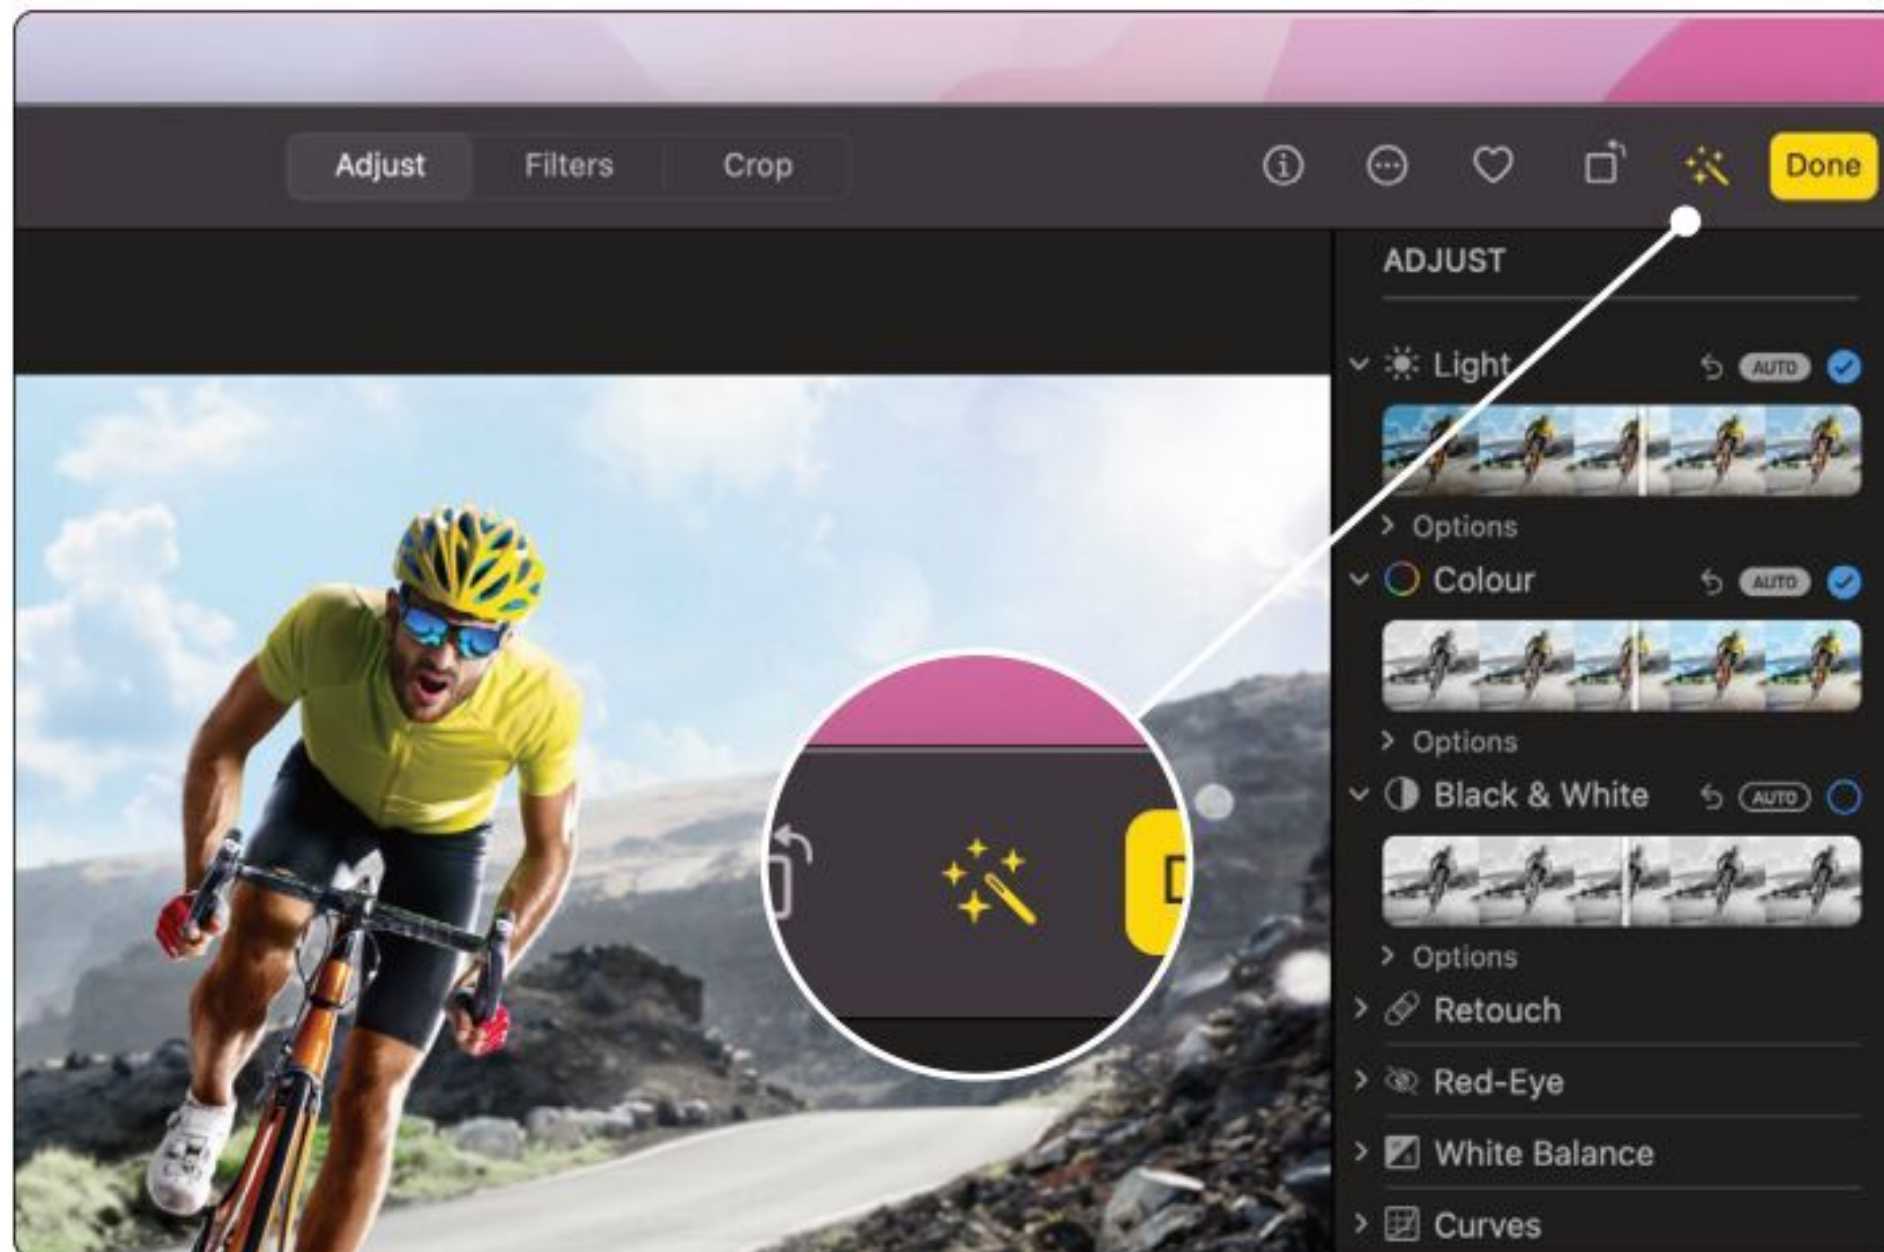 Adjust Filters Crop Done
ADJUST
Light AUTO
Options
Colour AUTO
Options
Black & White AUTO
Options
Retouch
Red-Eye
White Balance
Curves